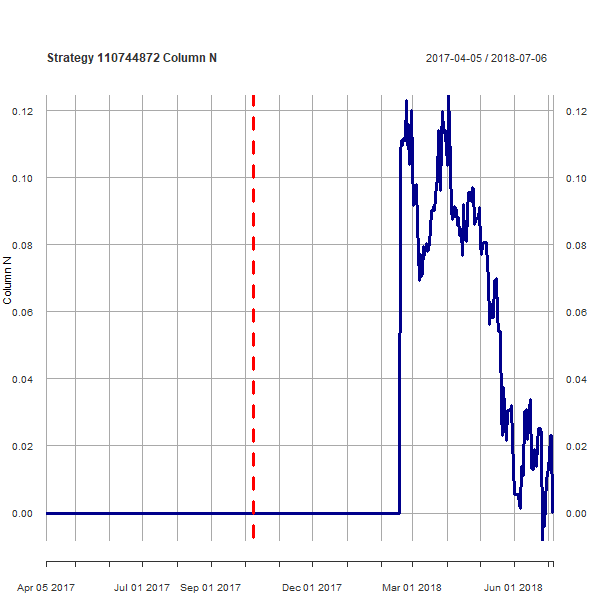 Strategy 110744872 Column N
2017-04-05 / 2018-07-06
0.12
0.12
0.10
0.10
0.08
0.08
Column N
0.06
0.06
0.04
0.04
0.02
0.02
0.00
0.00
Apr 05 2017
Jul 01 2017
Sep 01 2017
Dec 01 2017
Mar 01 2018
Jun 01 2018